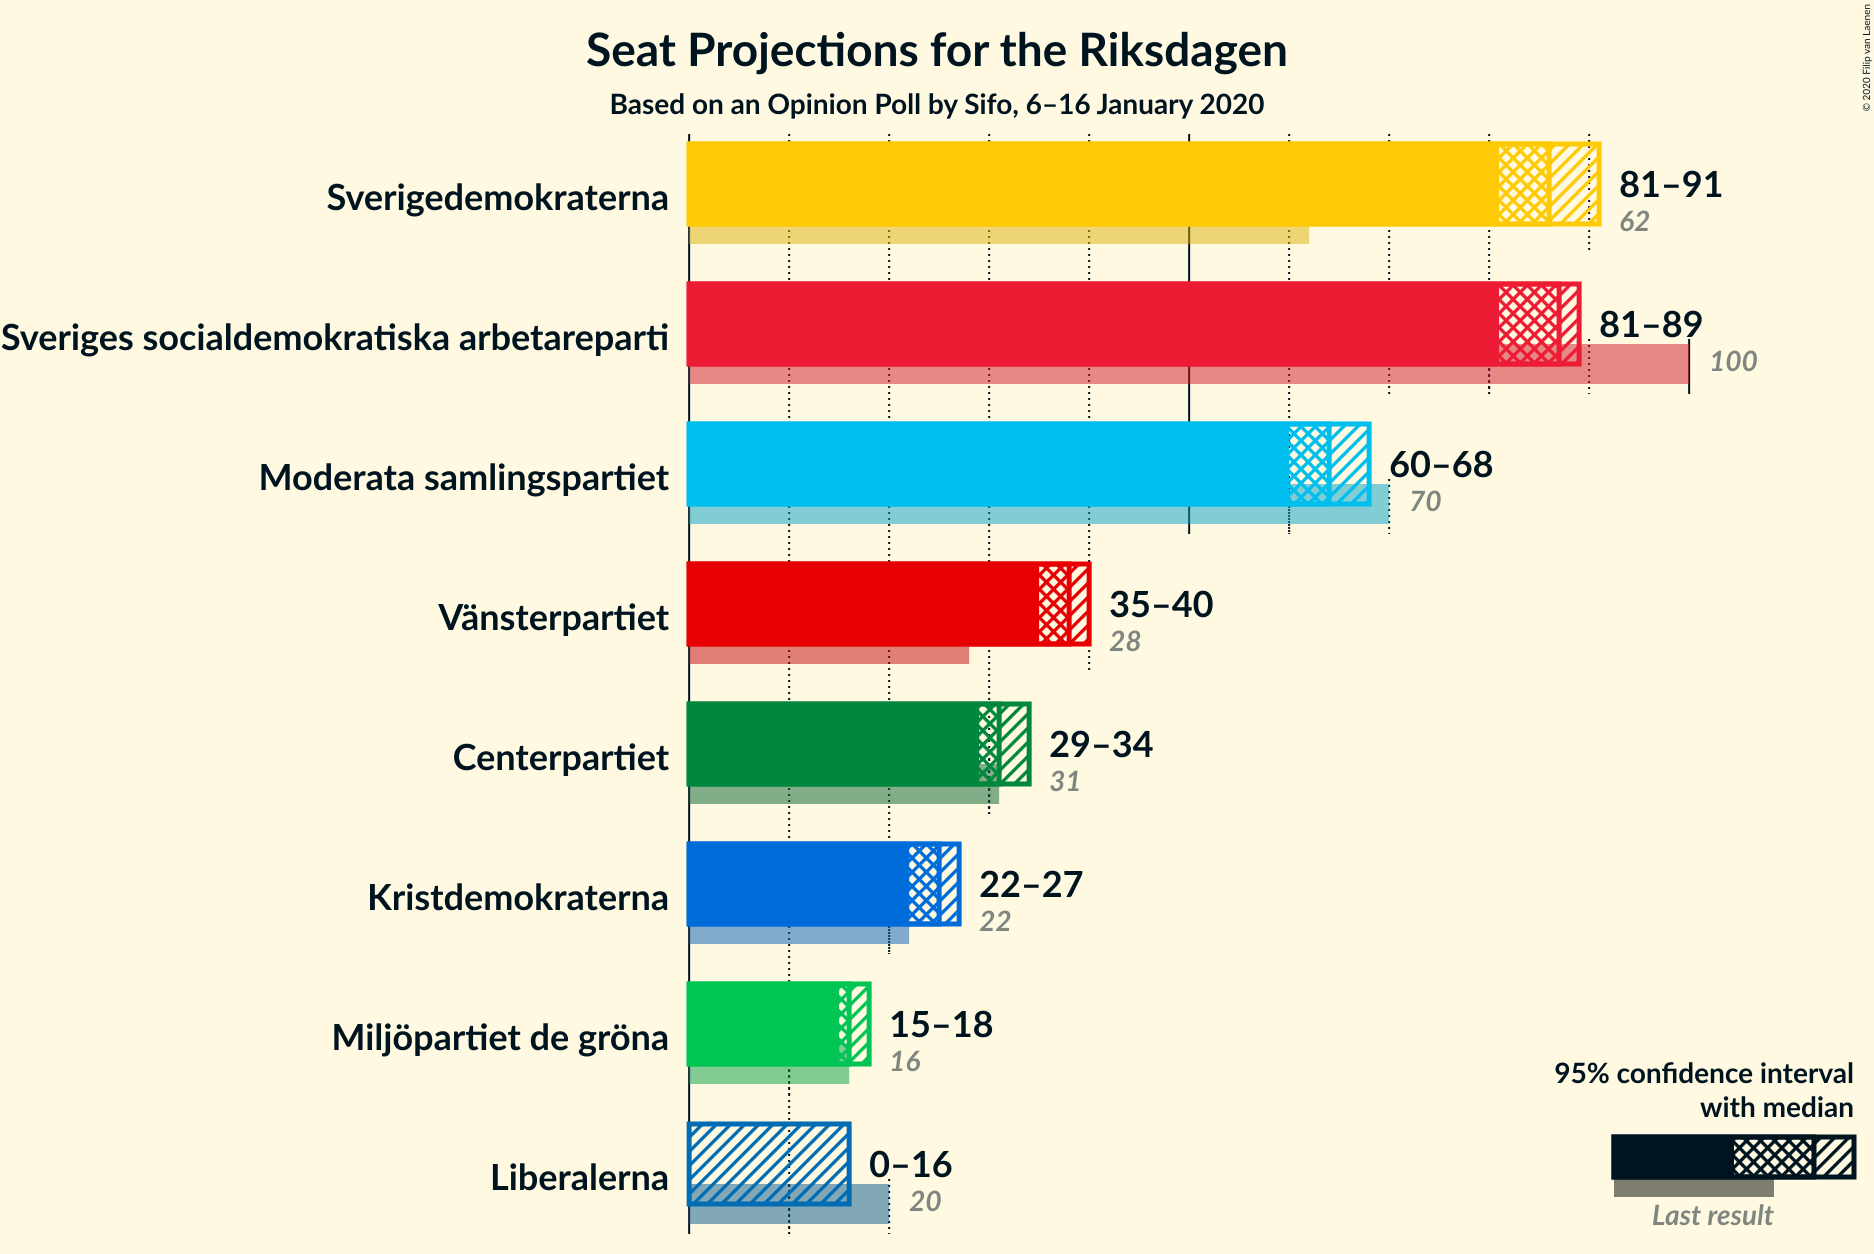 Seat Projections for the Riksdagen
Based on an Opinion Poll by Sifo, 6–16 January 2020
© 2020 Filip van Laenen
Sverigedemokraterna
81–91
62
Sveriges socialdemokratiska arbetareparti
81–89
100
Moderata samlingspartiet
60–68
70
Vänsterpartiet
35–40
28
Centerpartiet
29–34
31
Kristdemokraterna
22–27
22
Miljöpartiet de gröna
15–18
16
Liberalerna
0–16
20
95% confidence interval
with median
Last result